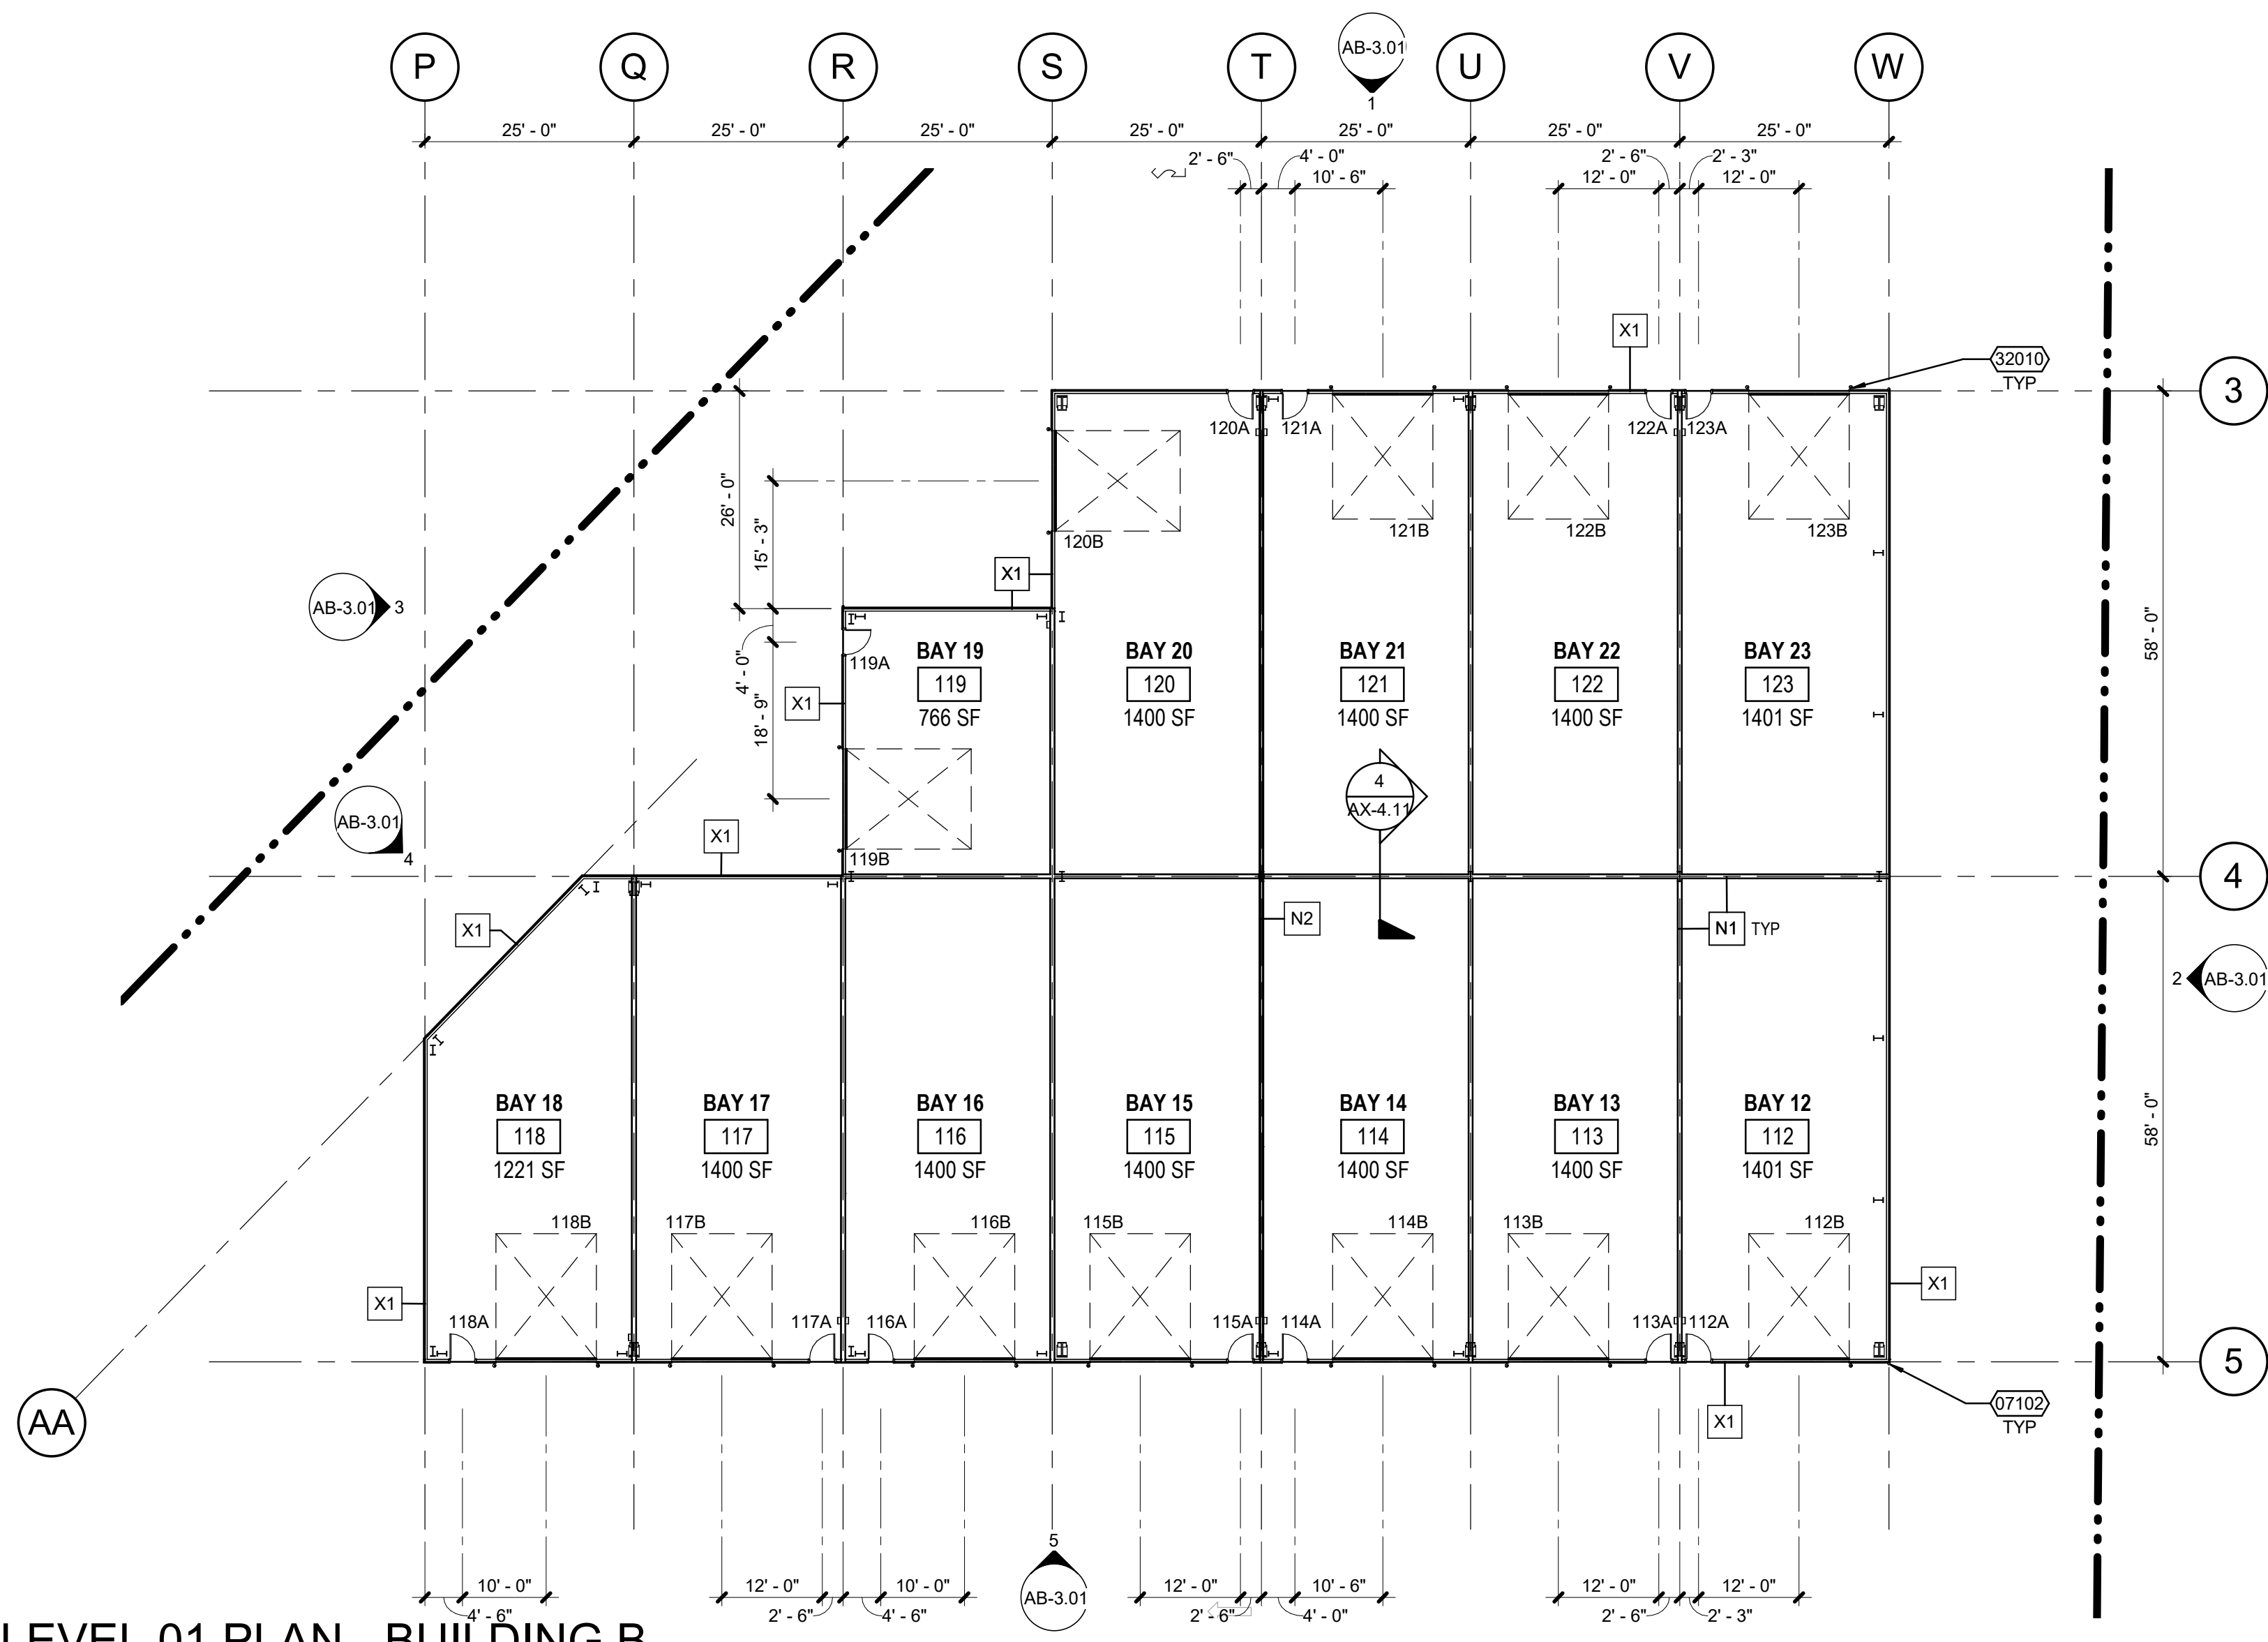 AB-3.01
P Q R S T U V W
1
25' - 0" 25' - 0" 25' - 0" 25' - 0" 25' - 0" 25' - 0" 25' - 0"
2' - 6" 4' - 0" 2' - 6" 2' - 3"
10' - 6" 12' - 0" 12' - 0"
X1
32010
TYP
3
120A 121A 122A 123A
26' - 0"
15' - 3"
120B 121B 122B 123B
X1
AB-3.01 3
58' - 0"
4' - 0"
18' - 9"
119A
X1
BAY 19 BAY 20 BAY 21 BAY 22 BAY 23
119 120 121 122 123
766 SF 1400 SF 1400 SF 1400 SF 1401 SF
4
AX-4.11
AB-3.01
4
X1
119B
4
X1
N2
N1 TYP
2 AB-3.01
58' - 0"
BAY 18 BAY 17 BAY 16 BAY 15 BAY 14 BAY 13 BAY 12
118 117 116 115 114 113 112
1221 SF 1400 SF 1400 SF 1400 SF 1400 SF 1400 SF 1401 SF
118B 117B 116B 115B 114B 113B 112B
X1
X1
118A 117A 116A 115A 114A 113A 112A
5
07102
TYP
X1
AA
5
AB-3.01
10' - 0" 12' - 0" 10' - 0" 12' - 0" 10' - 6" 12' - 0" 12' - 0"
4' - 6" 2' - 6" 4' - 6" 2' - 6" 4' - 0" 2' - 6" 2' - 3"
LEVEL 01 PLAN - BUILDING B